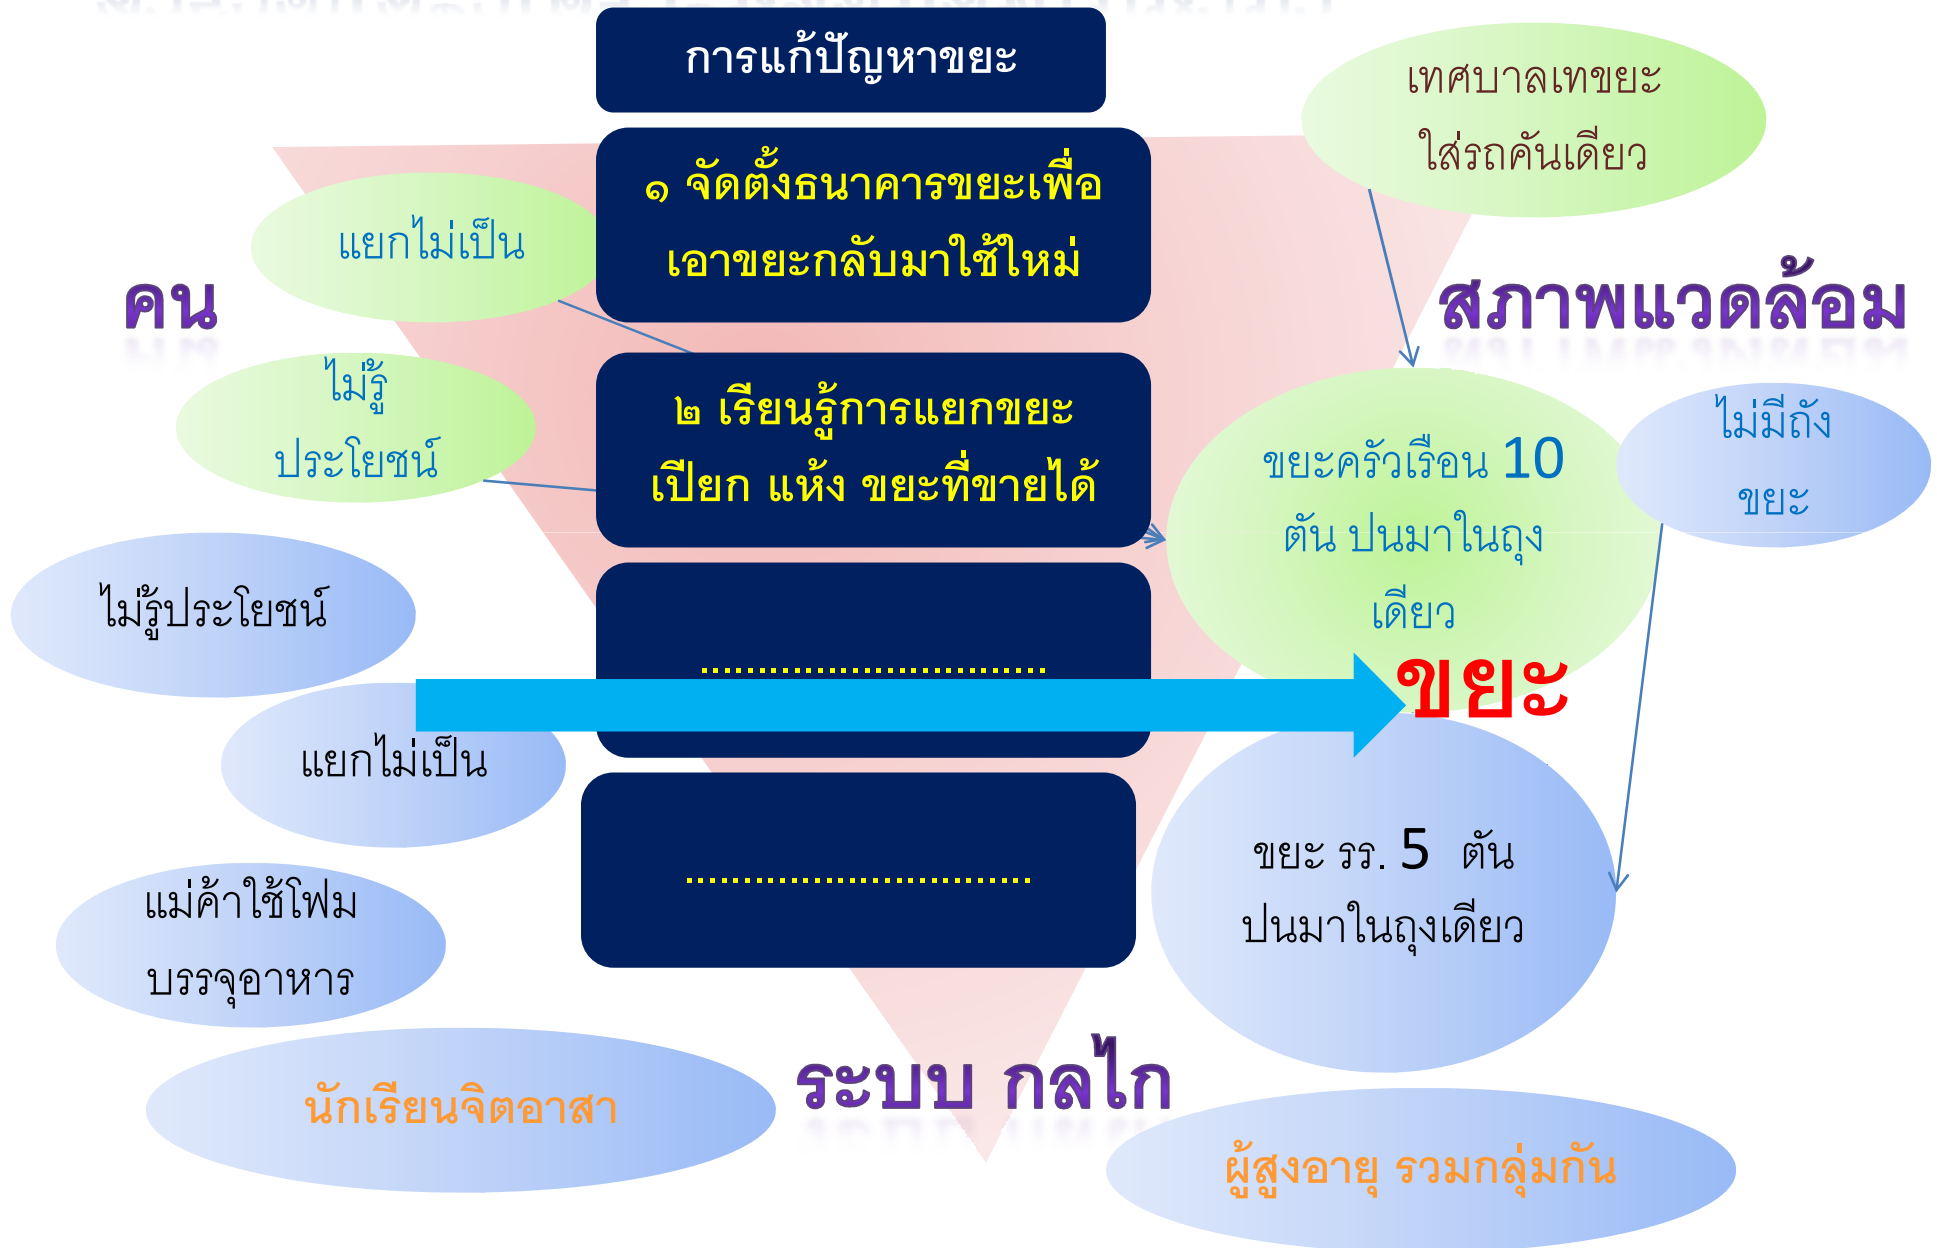 การแก้ปัญหาขยะ
เทศบาลเทขยะ
ใส่รถคันเดียว
๑ จัดตั้งธนาคารขยะเพื่อ
เอาขยะกลับมาใช้ใหม่
แยกไม่เป็น
คน
สภาพแวดล้อม
ไม่รู้
ประโยชน์
๒ เรียนรู้การแยกขยะ
เปียก แห้ง ขยะที่ขายได้
ขยะครัวเรือน 10
ตัน ปนมาในถุง
เดียว
ไม่มีถัง
ขยะ
ไม่รู้ประโยชน์
..............................
ขยะ
แยกไม่เป็น
..............................
ขยะ รร. 5 ตัน
ปนมาในถุงเดียว
แม่ค้าใช้โฟม
บรรจุอาหาร
ระบบ กลไก
นักเรียนจิตอาสา
ผู้สูงอายุ รวมกลุ่มกัน